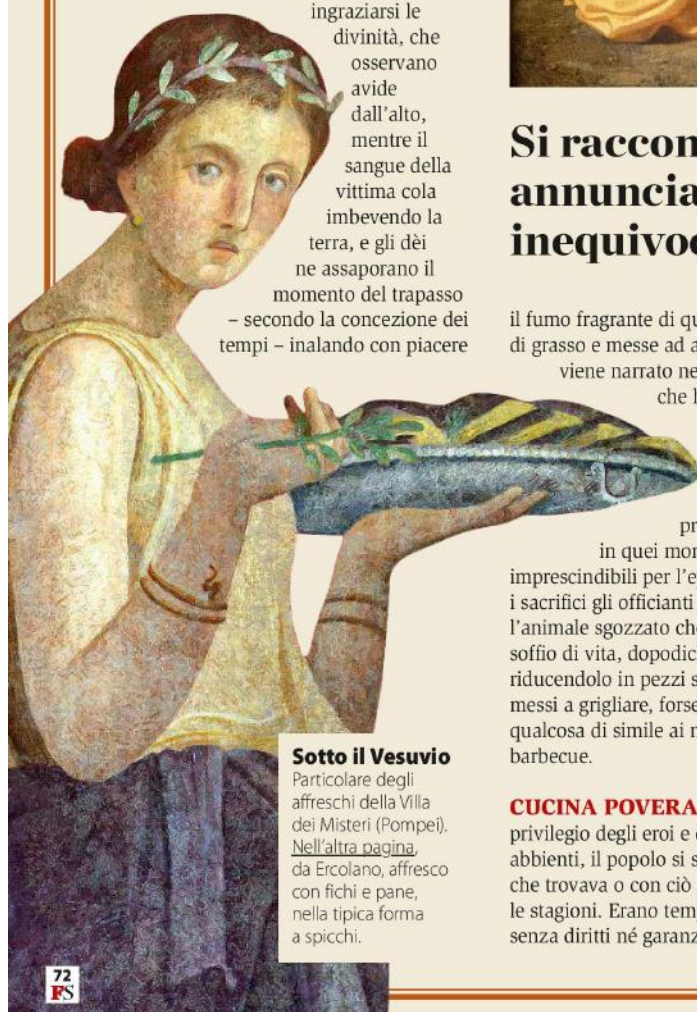 ingraziarsi le
divinità, che
osservano
avide
dall'alto,
mentre il
sangue della
vittima cola
imbevendo la
terra, e gli dèi
ne assaporano il
momento del trapasso
– secondo la concezione dei
tempi – inalando con piacere
Sotto il Vesuvio
Particolare degli
affreschi della Villa
dei Misteri (Pompei).
Nell'altra pagina,
da Ercolano, affresco
con fichi e pane,
nella tipica forma
a spicchi.
72
FS
Si raccon
annuncia
inequivoc
il fumo fragrante di qu
di grasso e messe ad a
viene narrato ne
che l
pr
in quei mon
imprescindibili per l'e
i sacrifici gli officianti
l'animale sgozzato che
soffio di vita, dopodic
riducendolo in pezzi s
messi a grigliare, forse
qualcosa di simile ai n
barbecue.
CUCINA POVERA
privilegio degli eroi e
abbienti, il popolo si s
che trovava o con ciò
le stagioni. Erano tem
senza diritti né garanz